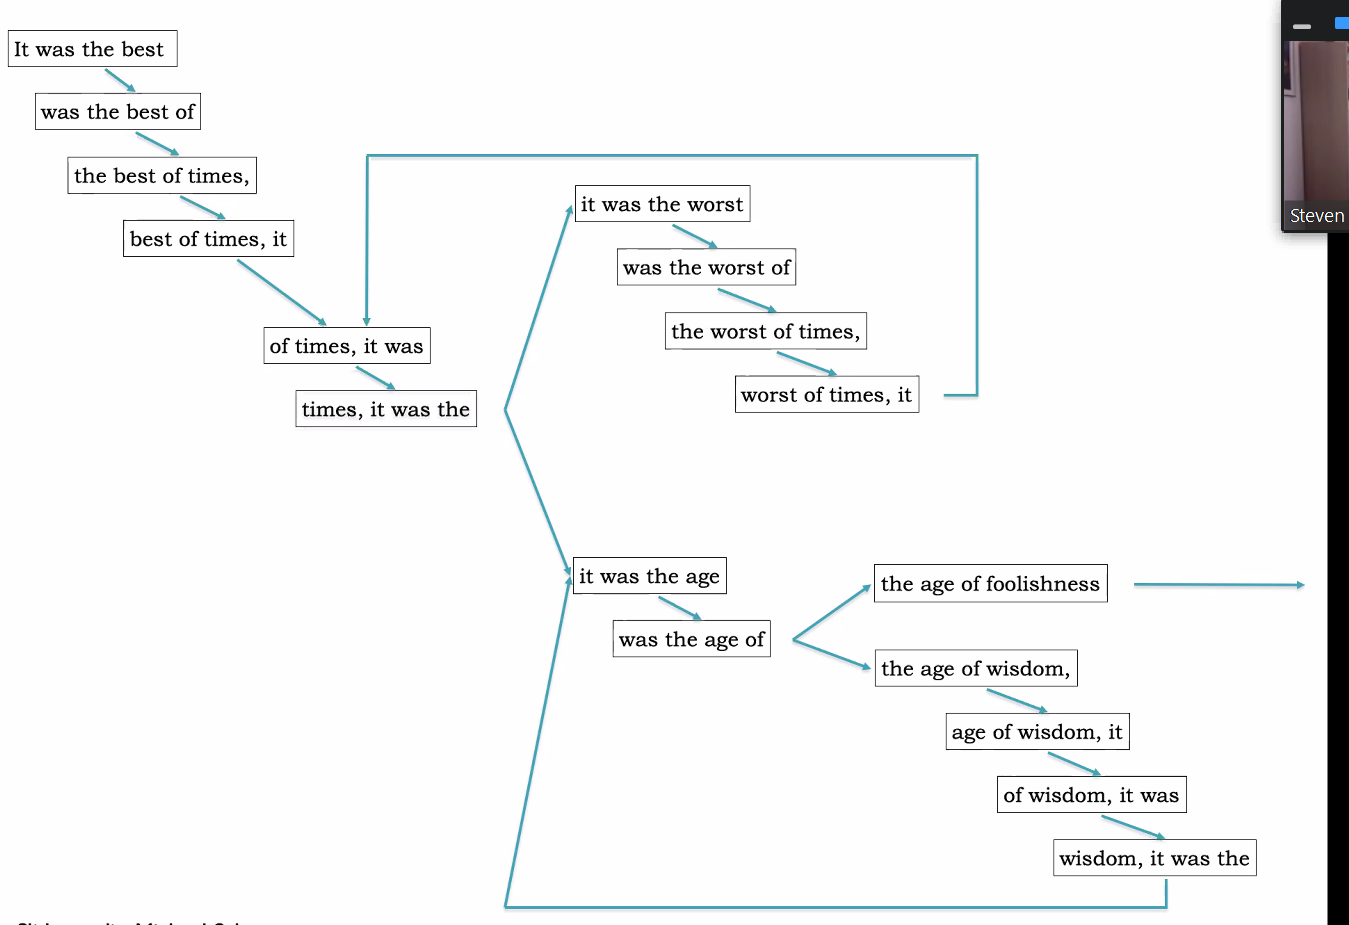 It was the best
was the best of
the best of times,
best of times, it
of times, it was
times, it was the
it was the worst
was the worst of
the worst of times,
worst of times, it
it was the age
was the age of
the age of foolishness
the age of wisdom,
age of wisdom, it
of wisdom, it was
wisdom, it was the
Steven